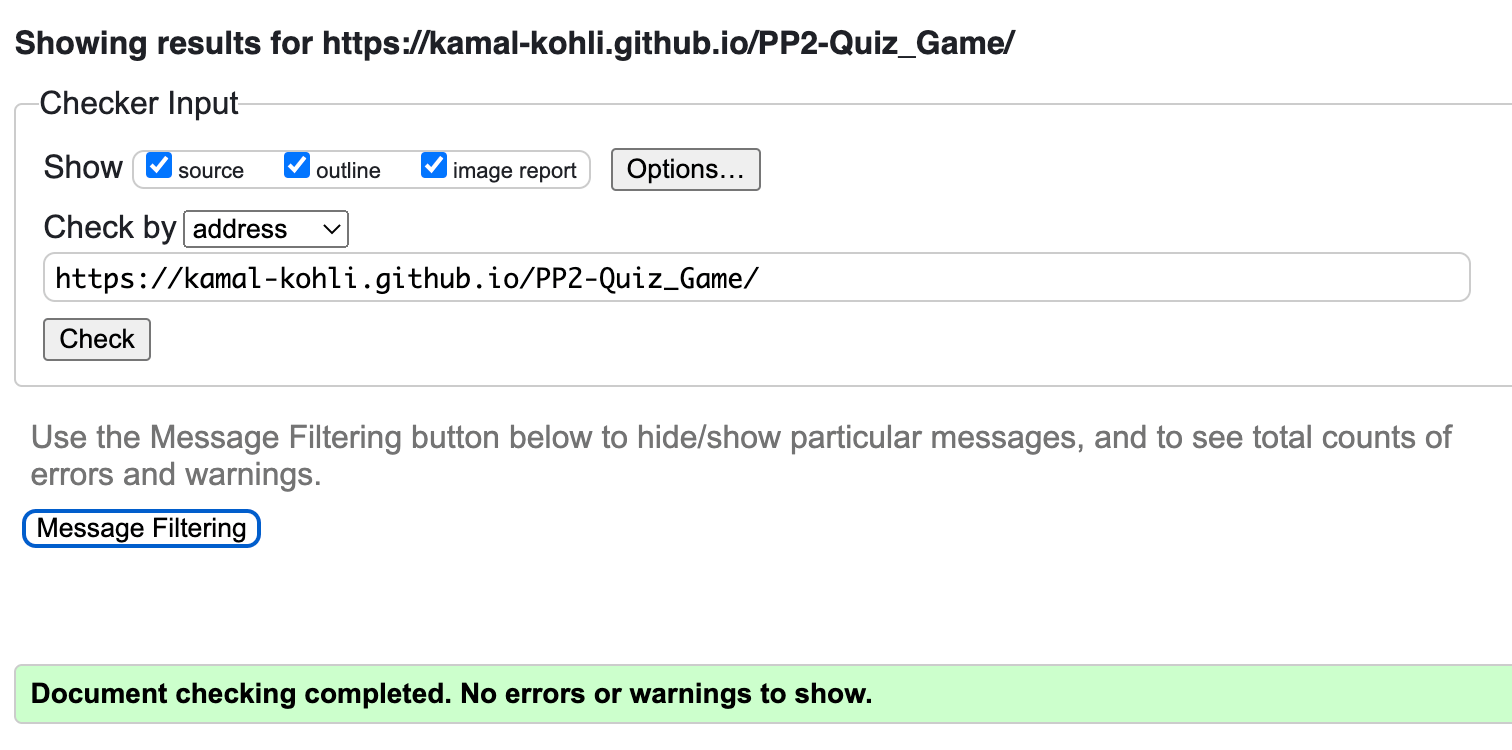 Showing results for https://kamal-kohli.github.io/PP2-Quiz_Game/
Checker Input
Show source outline image report Options...
Check by address
https://kamal-kohli.github.io/PP2-Quiz_Game/
Check
Use the Message Filtering button below to hide/show particular messages, and to see total counts of
errors and warnings.
Message Filtering
Document checking completed. No errors or warnings to show.